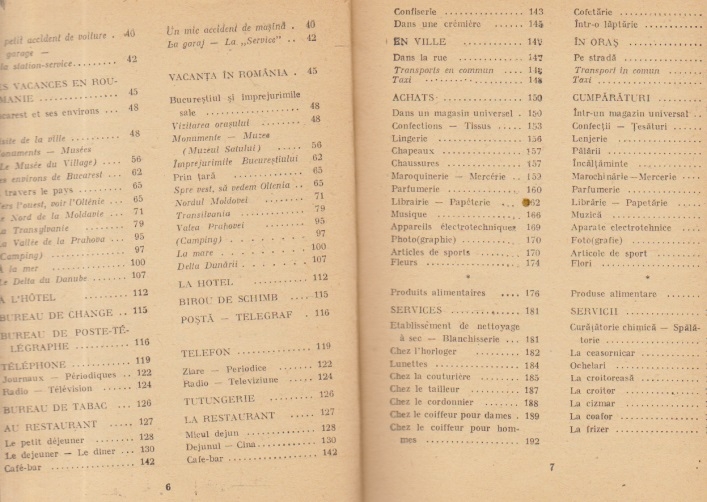 petit accident de voiture . 40
garage —
la station-service ........ 42
ES VACANCES EN ROU-
MANIE .............. 45
ucarest et ses environs ... 48
isite de la ville .......... 48
onuments — Musées
Le Musée du Village) .... 56
es environs de Bucarest ... 62
travers le pays ......... 65
ers l'ouest, voir l'Olténie ... 65
e Nord de la Moldavie ... 71
a Transylvanie ........ 79
a Vallée de la Prahova ... 95
Camping) ............ 97
À la mer ............ 100
Le Delta du Danube ...... 107
À L'HÔTEL ......... 112
BUREAU DE CHANGE .. 115
BUREAU DE POSTE-TÉ-
LÉGRAPHE ........... 116
TÉLÉPHONE ........... 119
Journaux — Périodiques ... 122
Radio — Télévision ...... 124
BUREAU DE TABAC ... 126
AU RESTAURANT ...... 127
Le petit déjeuner ........ 128
Le dejeuner — Le dîner ... 130
Café-bar .............. 142
Un mic accident de mașină . 40
La garaj — La „Service" .. 42
VACANȚA ÎN ROMÂNIA . 45
Bucureștiul și împrejurimile
sale ................ 48
Vizitarea orașului ....... 48
Monumente — Muzee
(Muzeul Satului) ..... 56
Împrejurimile Bucureștiului 62
Prin țară ............. 65
Spre vest, să vedem Oltenia .. 65
Nordul Moldovei ....... 71
Transilvania .......... 79
Valea Prahovei ........ 95
(Camping) . . . . . . . 97
La mare . . . . . . . . 100
Delta Dunării . . . . . . 107
LA HOTEL ......... 112
BIROU DE SCHIMB ... 115
POȘTĂ — TELEGRAF . 116
TELEFON ............ 119
Ziare — Periodice ....... 122
Radio — Televiziune .... 124
TUTUNGERIE ....... 126
LA RESTAURANT .... 127
Micul dejun ............ 128
Dejunul — Cina .......... 130
Cafe-bar ............... 142
6
Confiserie .............. 143
Dans une crémière ..... 145
EN VILLE ............ 147
Dans la rue ............ 147
Transports en commun ... 148
Taxi ................. 148
ACHATS .............. 150
Dans un magasin universel . 150
Confections — Tissus ..... 153
Lingerie ............... 156
Chapeaux .............. 157
Chaussures ............. 157
Maroquinerie — Mercérie .. 159
Parfumerie ............. 160
Librairie — Papéterie .... 162
Musique ............... 166
Appareils électrotechniques 169
Photo(graphie) .......... 170
Articles de sports ....... 170
Fleurs ................ 174
*
Produits alimentaires .... 176
SERVICES ............ 181
Etablissément de nettoyage
à sec — Blanchisserie ... 181
Chez l'horloger ......... 182
Lunettes .............. 184
Chez la couturière ...... 185
Chez le tailleur ......... 187
Chez le cordonnier ...... 188
Chez le coiffeur pour dames . 189
Chez le coiffeur pour hom-
mes ................. 192
Cofetărie ..............
Într-o lăptărie ..........
ÎN ORAȘ .............
Pe stradă .............
Transport în comun .....
Taxi .................
CUMPĂRĂTURI ........
Într-un magazin universal ..
Confecții — Țesături .....
Lenjerie ..............
Pălării ...............
Încălțăminte ...........
Marochinărie — Mercerie ...
Parfumerie ............
Librărie — Papetărie .....
Muzică ...............
Aparate electrotehnice ....
Foto(grafie) ...........
Articole de sport .......
Flori .................
*
Produse alimentare .......
SERVICII .............
Curățătorie chimică — Spălă-
torie ................
La ceasornicar ..........
Ochelari ..............
La croitoreasă ..........
La croitor .............
La cizmar .............
La coafor .............
La frizer ..............
7